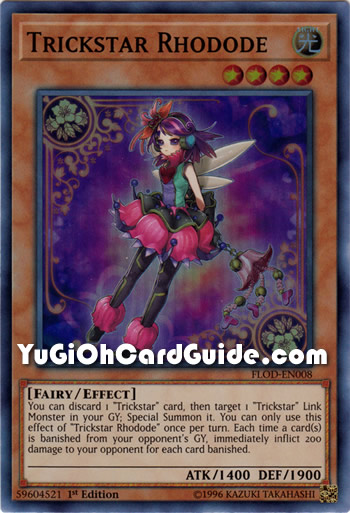 Trickstar Rhodode
LIGHT
光
YuGiOhCardGuide.com
FLOD-EN008
[Fairy/Effect]
You can discard 1 "Trickstar" card, then target 1 "Trickstar" Link
Monster in your GY; Special Summon it. You can only use this
effect of "Trickstar Rhodode" once per turn. Each time a card(s)
is banished from your opponent's GY, immediately inflict 200
damage to your opponent for each card banished.
ATK/1400 DEF/1900
59604521 1st Edition ©1996 KAZUKI TAKAHASHI